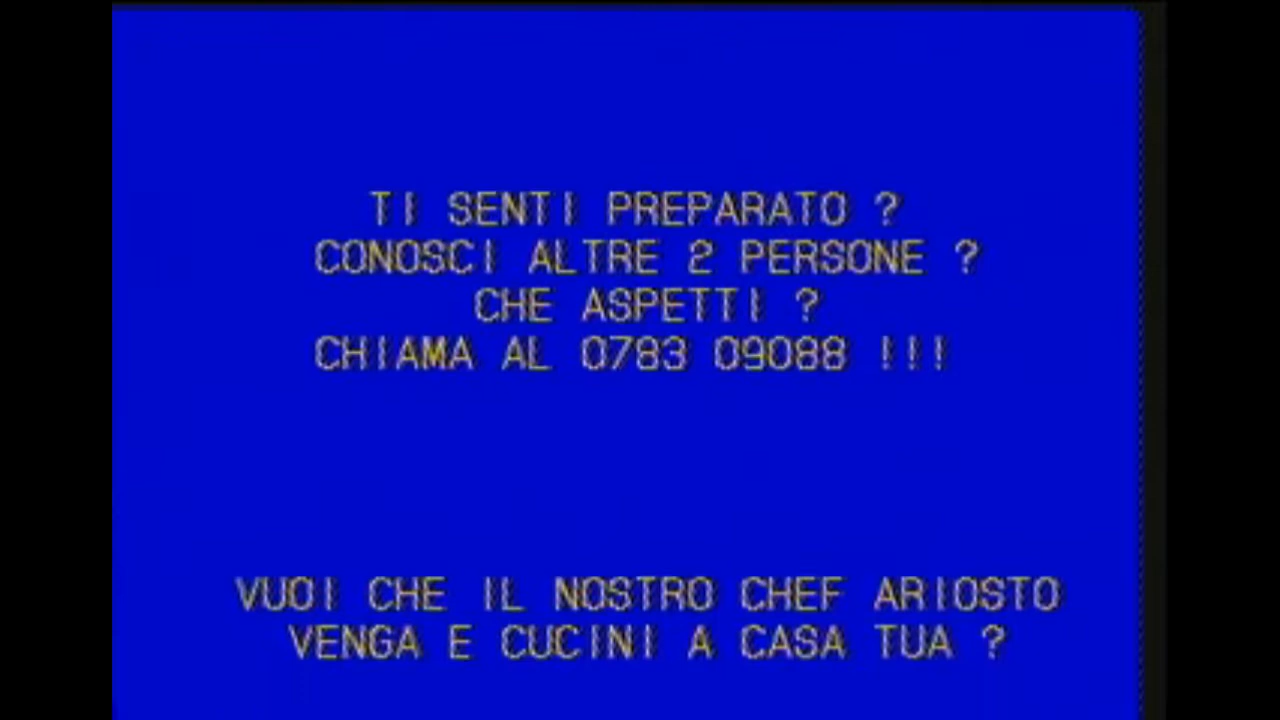 TI SENTI PREPARATO ?
CONOSCI ALTRE 2 PERSONE ?
CHE ASPETTI ?
CHIAMA AL 0783 09088 !!!
VUOI CHE IL NOSTRO CHEF ARIOSTO
VENGA E CUCINI A CASA TUA ?